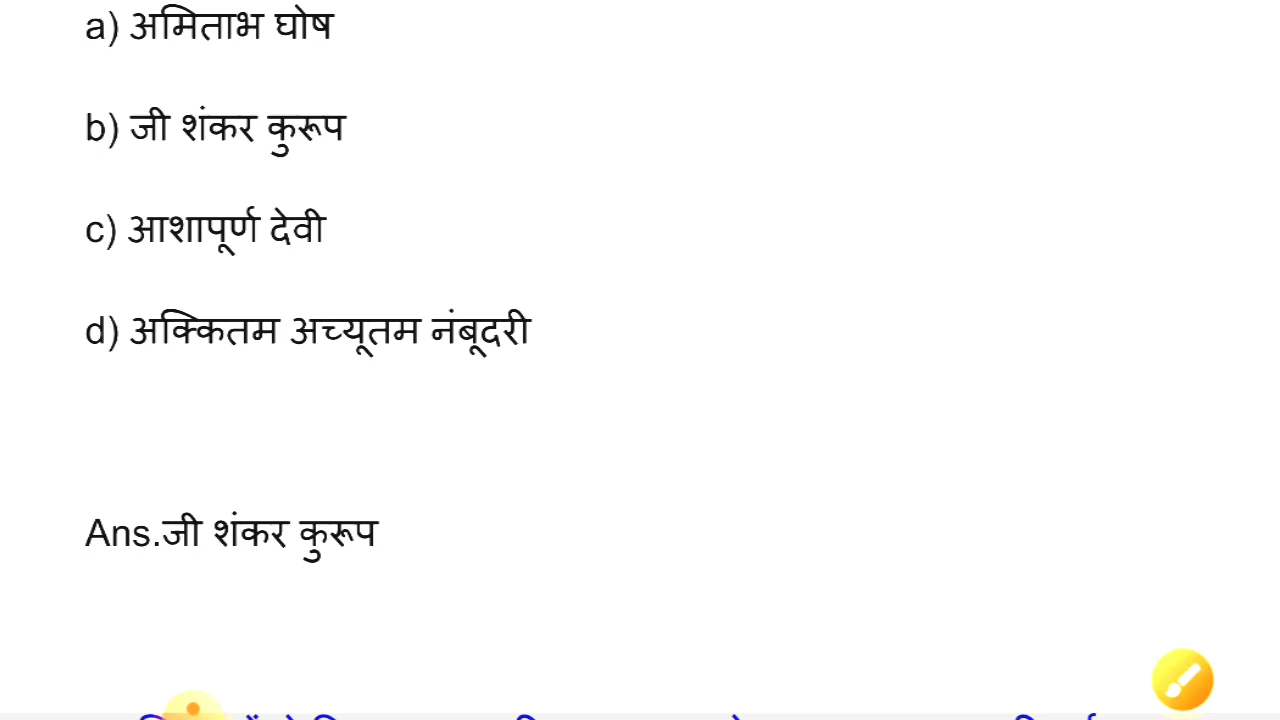 a) अमिताभ घोष
b) जी शंकर कुरूप
c) आशापूर्ण देवी
d) अक्कितम अच्यूतम नंबूदरी
Ans.जी शंकर कुरूप